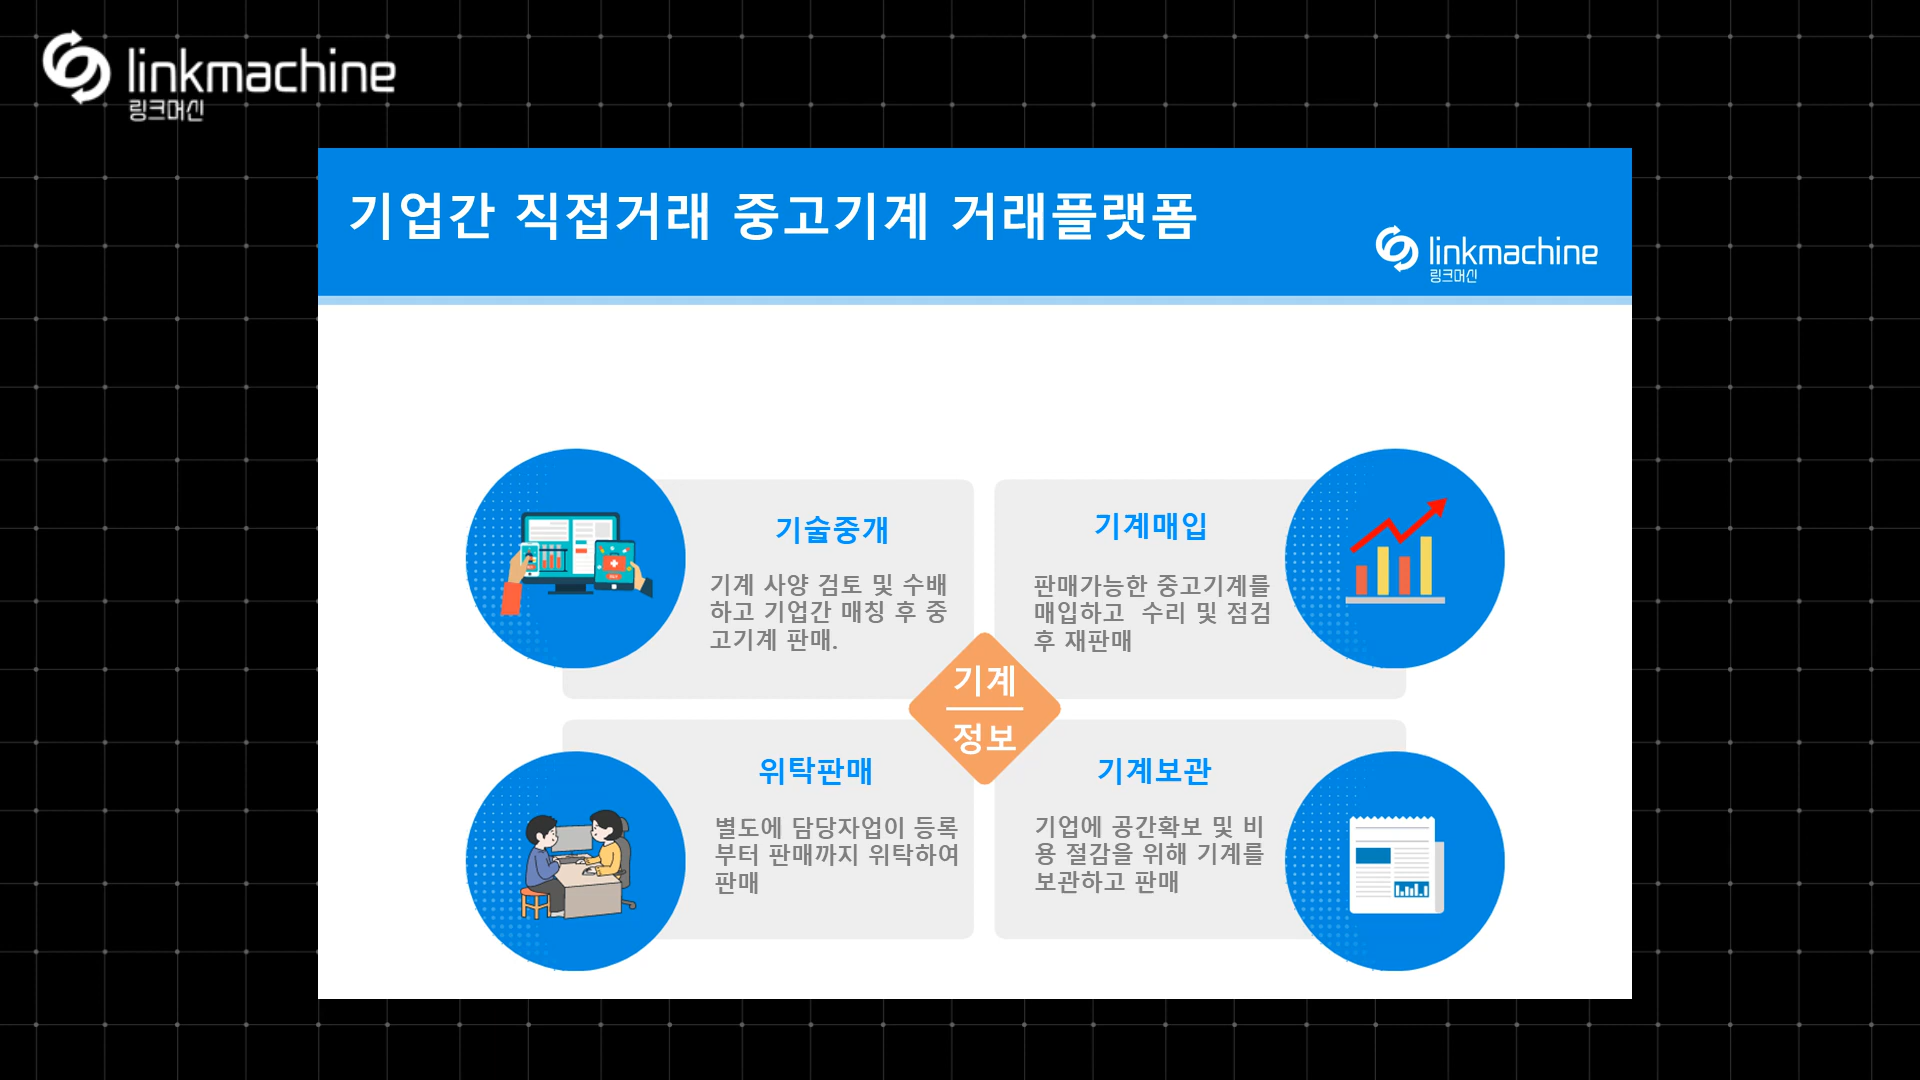 linkmachine
링크머신
기업간 직접거래 중고기계 거래플랫폼
linkmachine
링크머신
기술중개
기계 사양 검토 및 수배
하고 기업간 매칭 후 중
고기계 판매.
기계매입
판매가능한 중고기계를
매입하고 수리 및 점검
후 재판매
기계
정보
위탁판매
별도에 담당자업이 등록
부터 판매까지 위탁하여
판매
기계보관
기업에 공간확보 및 비
용 절감을 위해 기계를
보관하고 판매